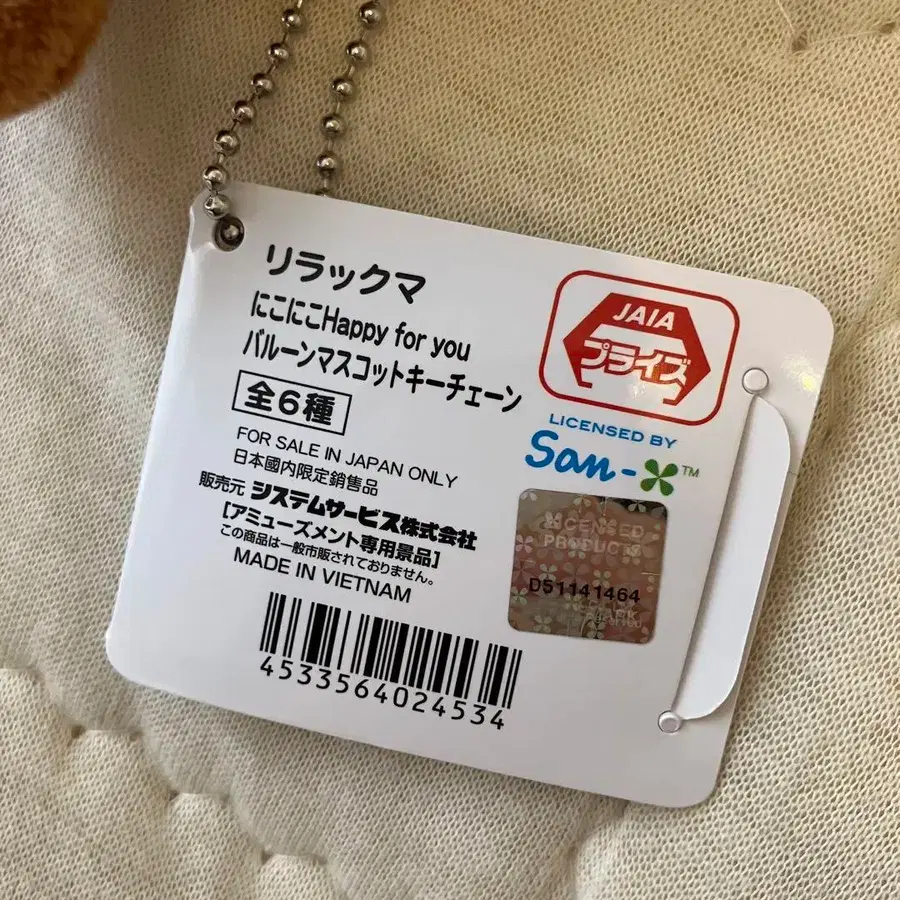 リラックマ
にこにこHappy for you
バルーンマスコットキーチェーン
全6種
FOR SALE IN JAPAN ONLY
日本國内限定銷售品
販売元 システムサービス株式会社
[アミューズメント専用景品]
この商品は一般市販されておりません。
MADE IN VIETNAM
4533564024534
JAIA
プライズ
LICENSED BY
San-X™
LICENSED
PRODUCTS
D51141464